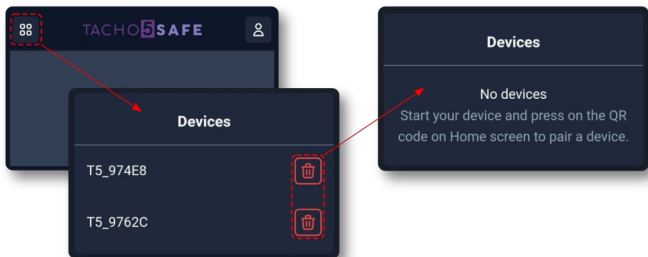 TACHO5SAFE
Devices
T5_974E8
T5_9762C
Devices
No devices
Start your device and press on the QR
code on Home screen to pair a device.